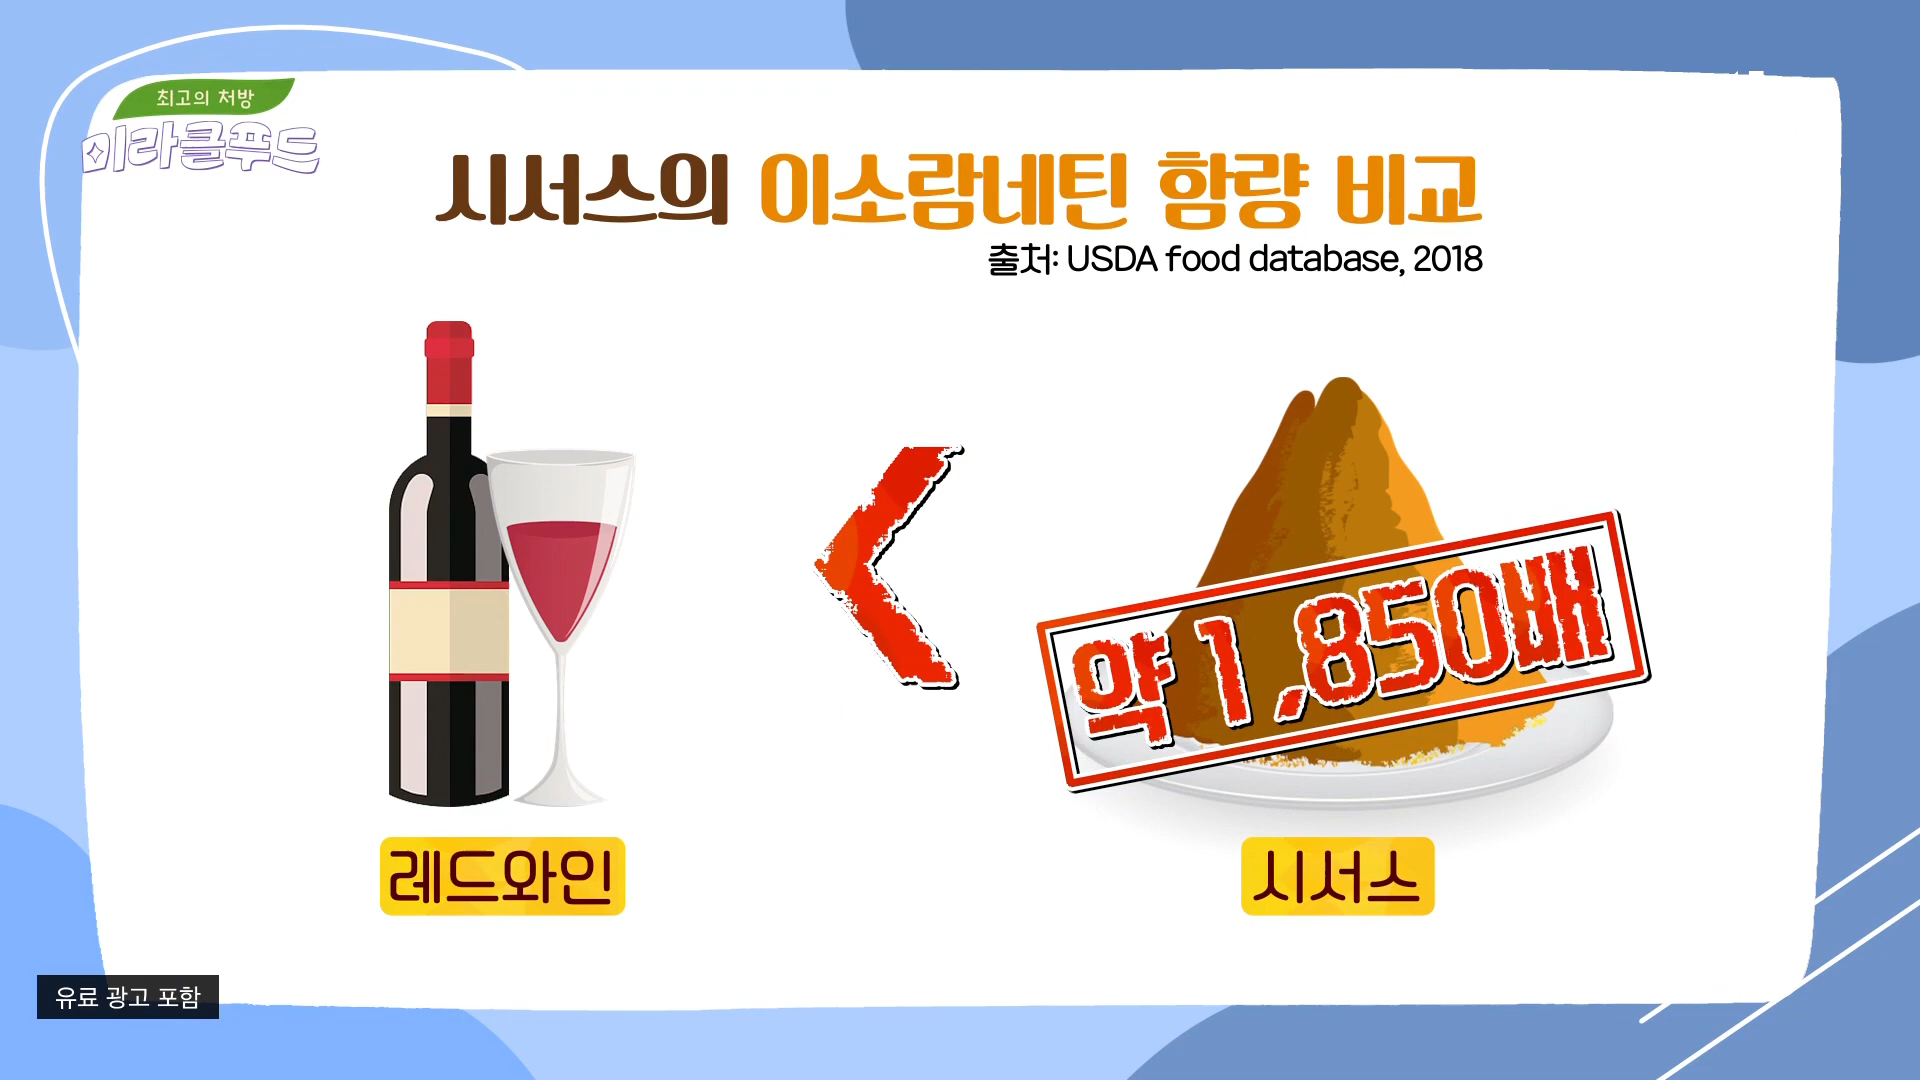 최고의 처방
미라클푸드
시서스의 이소람네틴 함량 비교
출처: USDA food database, 2018
약 1,850배
레드와인
시서스
유료 광고 포함